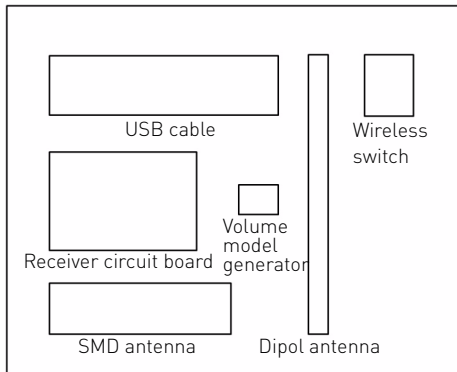 USB cable
Wireless
switch
Receiver circuit board
Volume
model
generator
SMD antenna
Dipol antenna